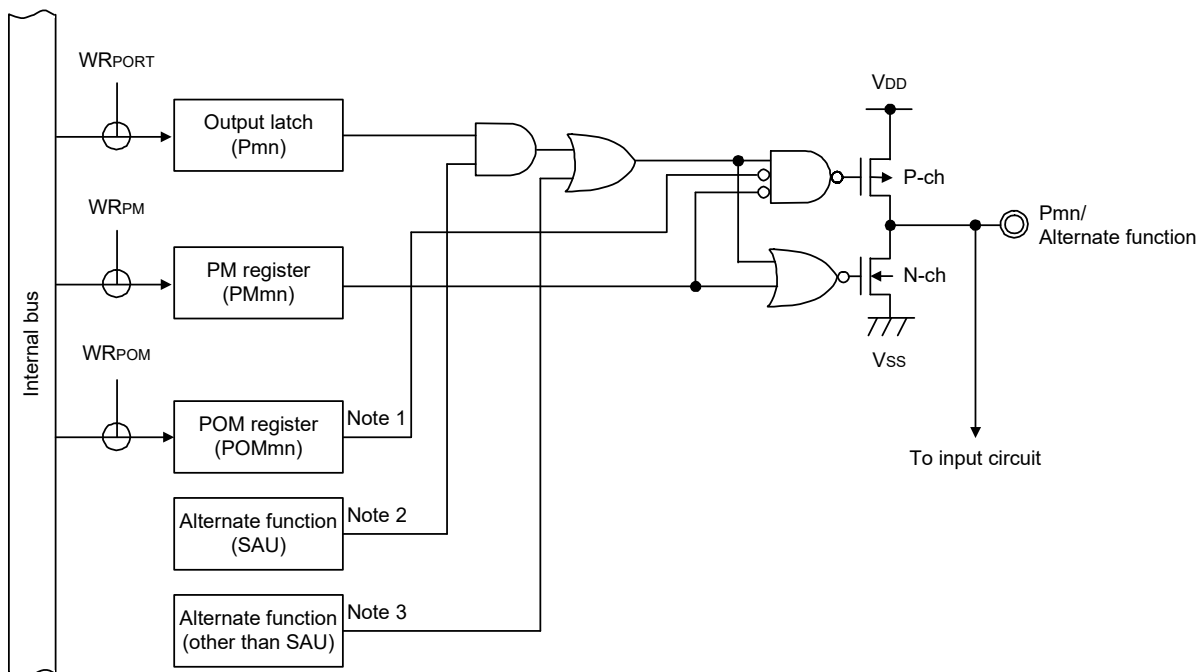 WRPORT
Output latch
(Pmn)
VDD
P-ch
Pmn/
Alternate function
WRPM
PM register
(PMmn)
N-ch
VSS
Internal bus
WRPOM
POM register
(POMmn)
Note 1
To input circuit
Alternate function
(SAU)
Note 2
Alternate function
(other than SAU)
Note 3